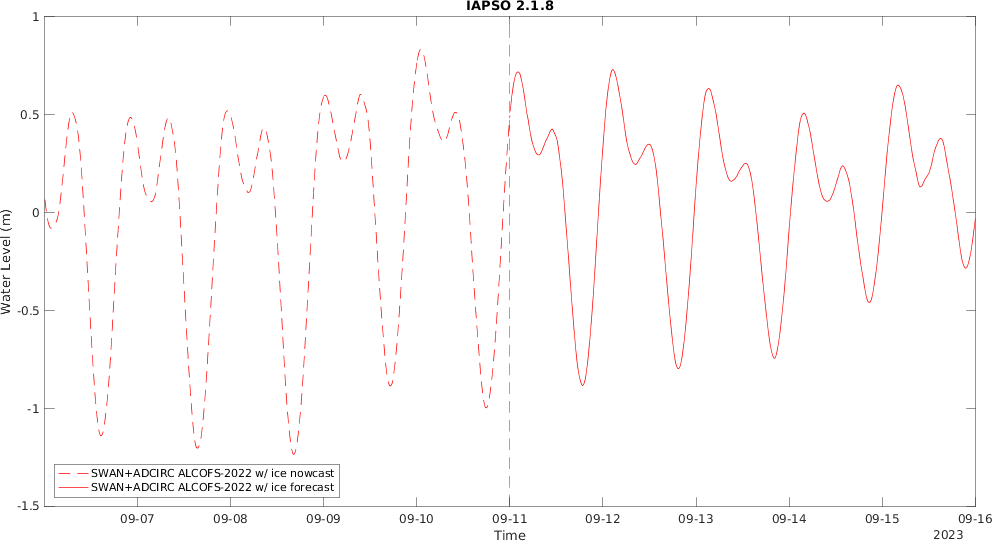 IAPSO 2.1.8
1
0.5
0
-0.5
-1
-1.5
Water Level (m)
SWAN+ADCIRC ALCOFS-2022 w/ ice nowcast
SWAN+ADCIRC ALCOFS-2022 w/ ice forecast
09-07 09-08 09-09 09-10 09-11 09-12 09-13 09-14 09-15 09-16
Time
2023